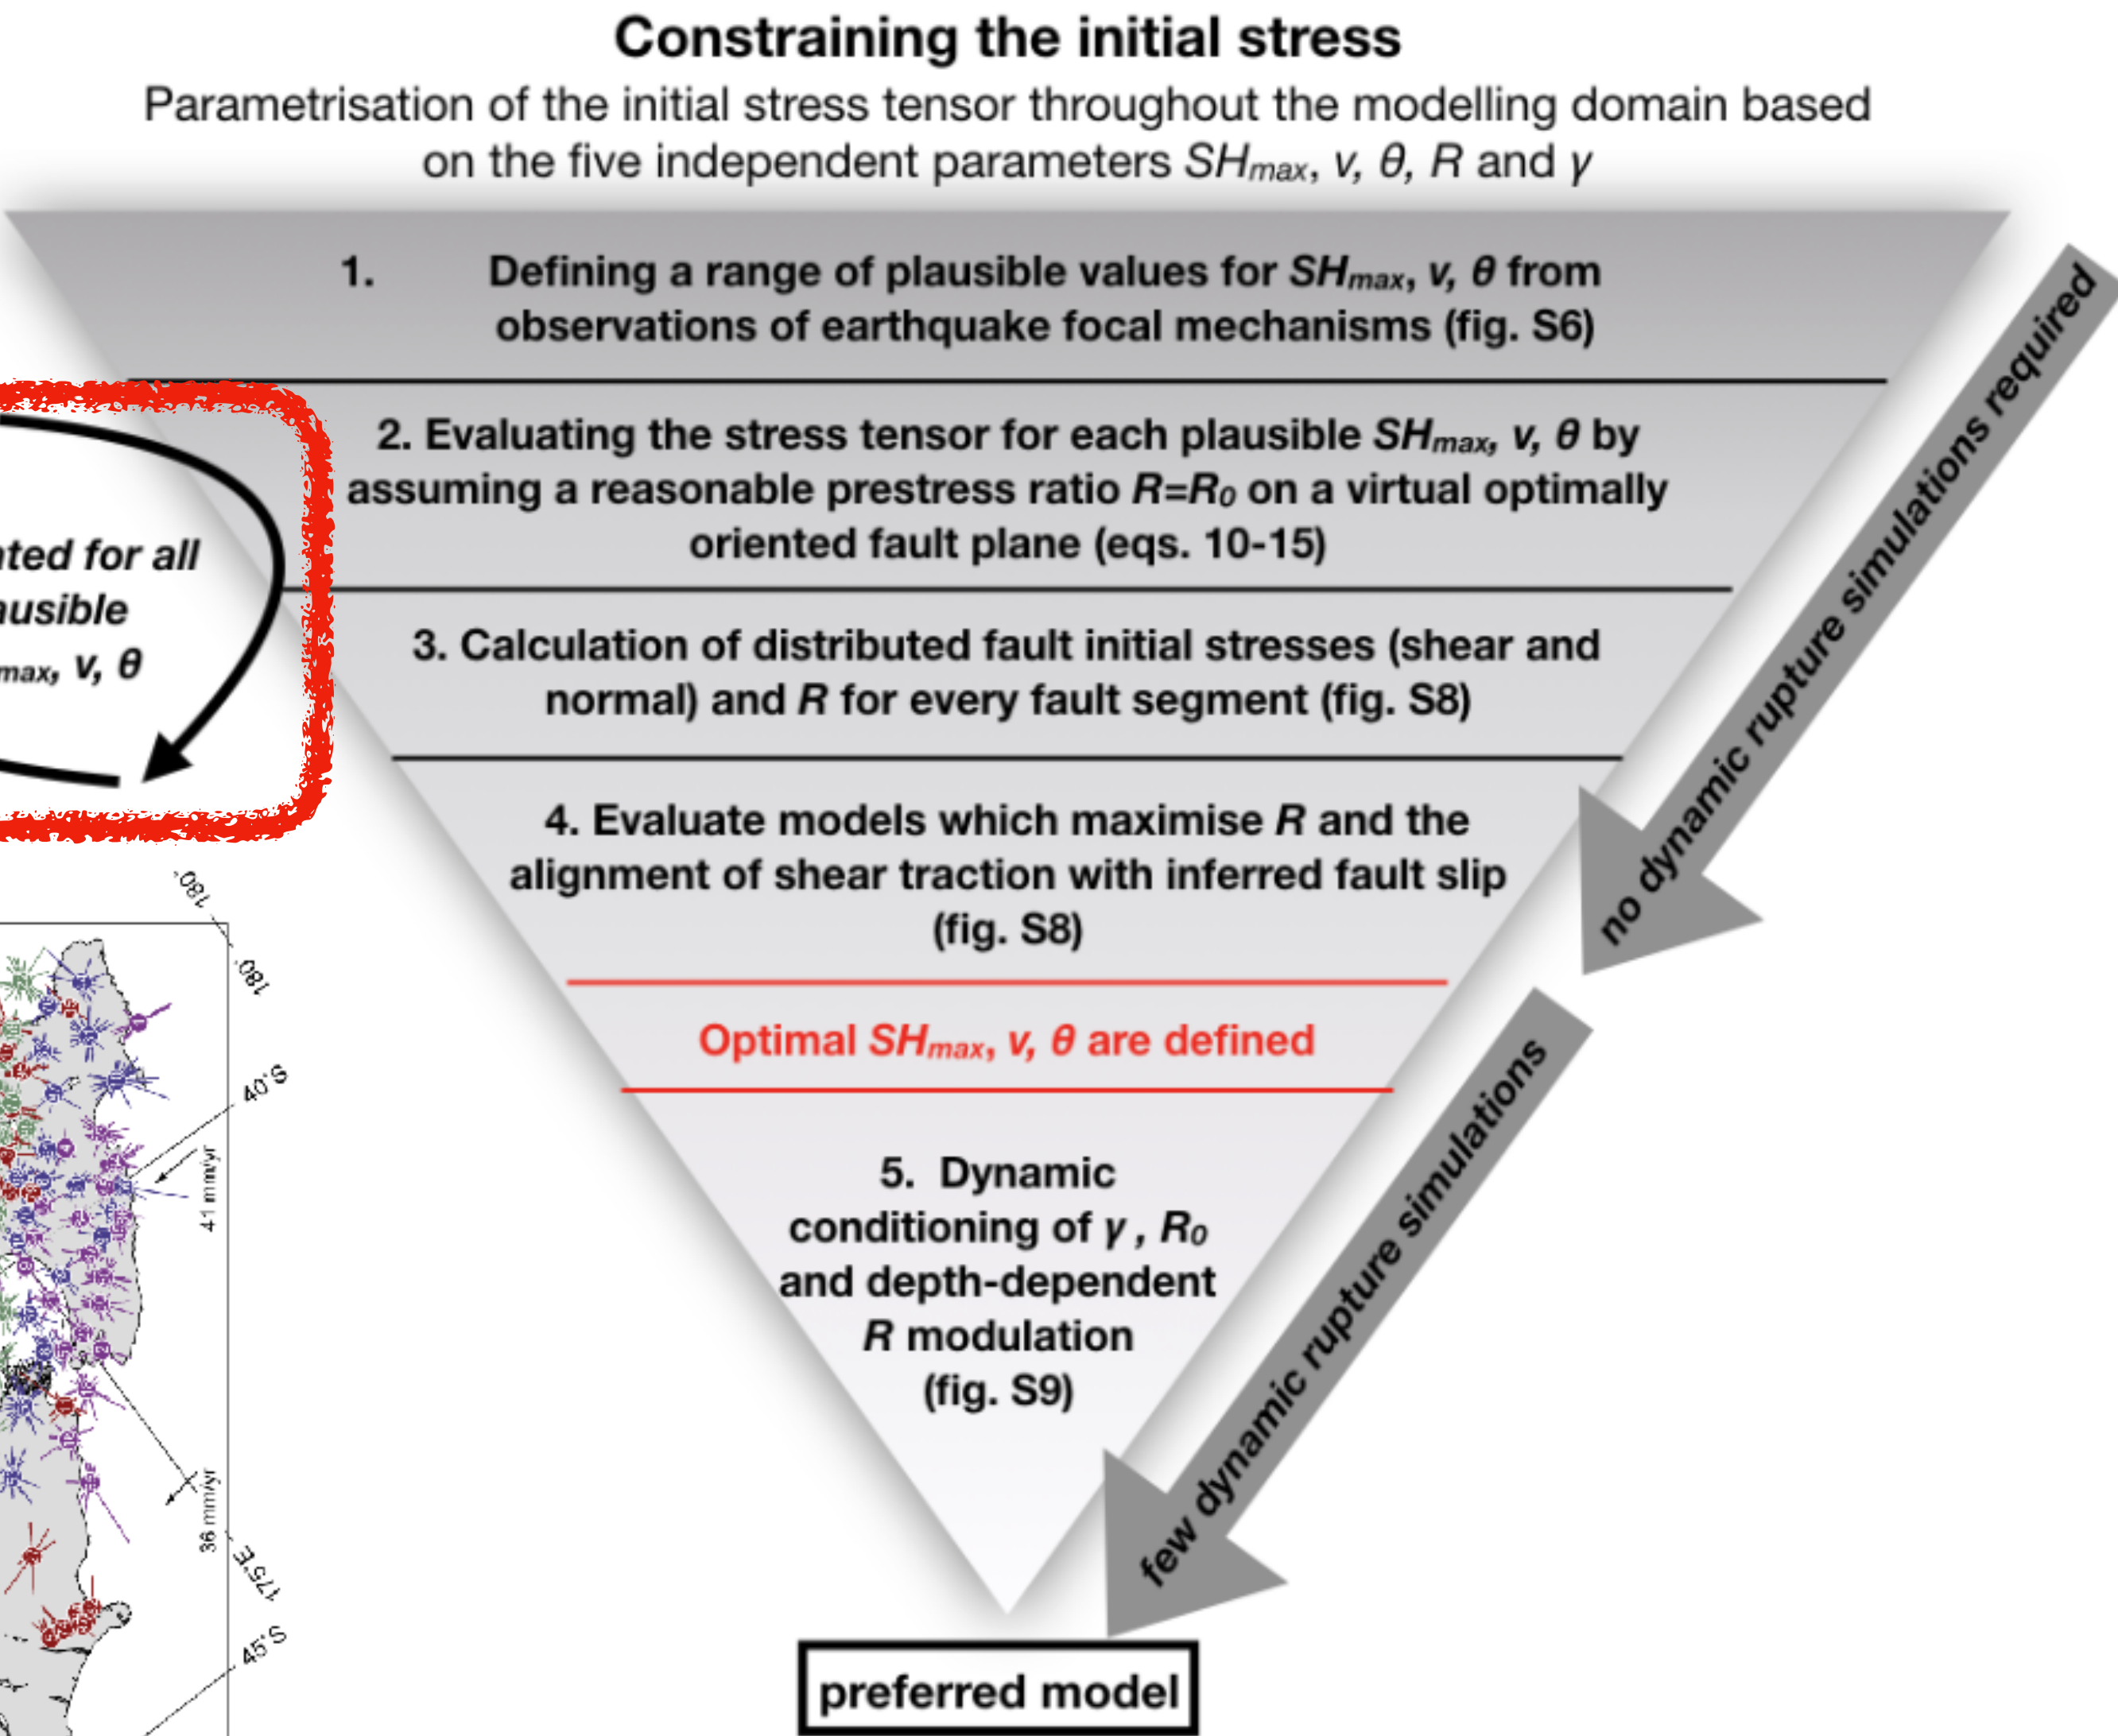 Constraining the initial stress
Parametrisation of the initial stress tensor throughout the modelling domain based
on the five independent parameters SHmax, ν, θ, R and γ
1. Defining a range of plausible values for SHmax, ν, θ from
observations of earthquake focal mechanisms (fig. S6)
2. Evaluating the stress tensor for each plausible SHmax, ν, θ by
assuming a reasonable prestress ratio R=R0 on a virtual optimally
oriented fault plane (eqs. 10-15)
3. Calculation of distributed fault initial stresses (shear and
normal) and R for every fault segment (fig. S8)
4. Evaluate models which maximise R and the
alignment of shear traction with inferred fault slip
(fig. S8)
Optimal SHmax, ν, θ are defined
5. Dynamic
conditioning of γ , R0
and depth-dependent
R modulation
(fig. S9)
preferred model
no dynamic rupture simulations required
few dynamic rupture simulations
for all
max, ν, θ
180°
180°
40°S
41 mm/yr
36 mm/yr
175°E
45°S